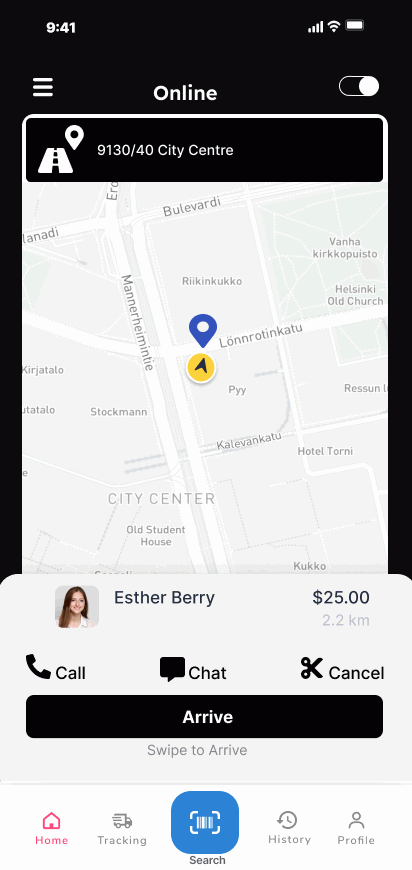 9:41
Online
9130/40 City Centre
Ero
Bulevardi
lanadi
Vanha
kirkkopuisto
Riikinkukko
Helsinki
Old Church
Mannerheimintie
Lönnrotinkatu
Kirjatalo
Pyy
Ressun l
utatalo
Stockmann
Kalevankatu
Hotel Torni
CITY CENTER
Old Student
House
Kukko
Esther Berry
$25.00
2.2 km
Call
Chat
Cancel
Arrive
Swipe to Arrive
Home
Tracking
Search
History
Profile